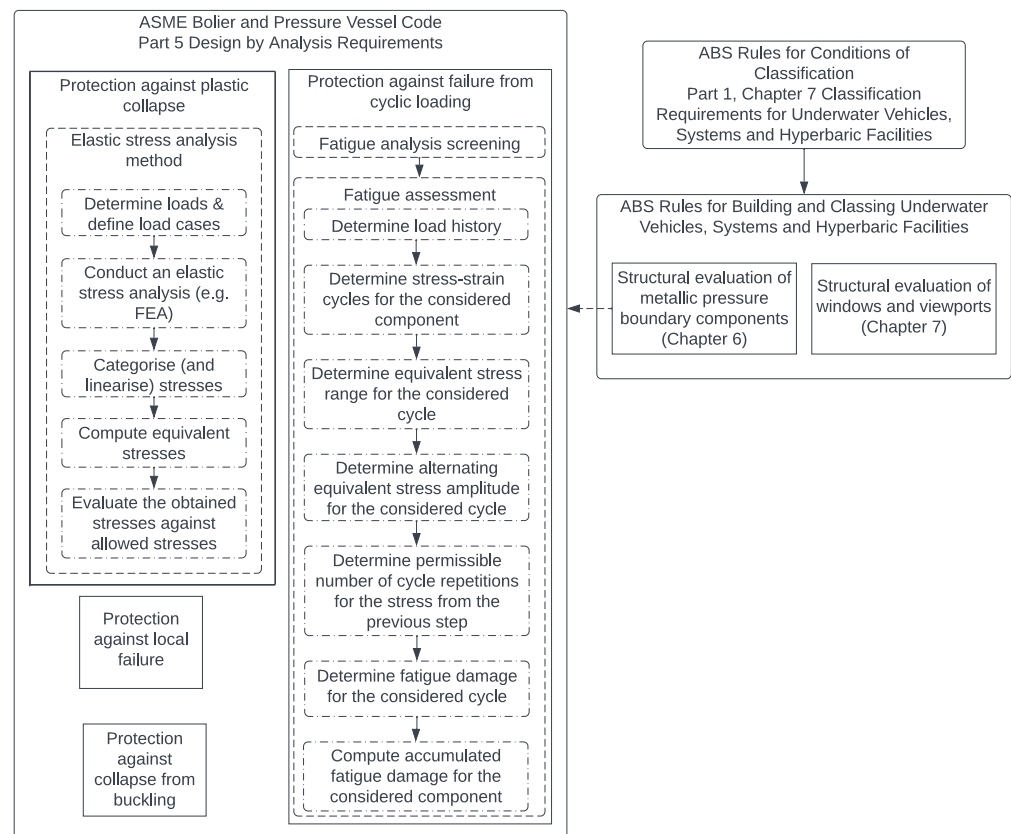 ASME Bolier and Pressure Vessel Code
Part 5 Design by Analysis Requirements
Protection against plastic
collapse
Elastic stress analysis
method
Determine loads &
define load cases
Conduct an elastic
stress analysis (e.g.
FEA)
Categorise (and
linearise) stresses
Compute equivalent
stresses
Evaluate the obtained
stresses against
allowed stresses
Protection
against local
failure
Protection
against
collapse from
buckling
Protection against failure from
cyclic loading
Fatigue analysis screening
Fatigue assessment
Determine load history
Determine stress-strain
cycles for the considered
component
Determine equivalent stress
range for the considered
cycle
Determine alternating
equivalent stress amplitude
for the considered cycle
Determine permissible
number of cycle repetitions
for the stress from the
previous step
Determine fatigue damage
for the considered cycle
Compute accumulated
fatigue damage for the
considered component
ABS Rules for Conditions of
Classification
Part 1, Chapter 7 Classification
Requirements for Underwater Vehicles,
Systems and Hyperbaric Facilities
ABS Rules for Building and Classing Underwater
Vehicles, Systems and Hyperbaric Facilities
Structural evaluation of
metallic pressure
boundary components
(Chapter 6)
Structural evaluation of
windows and viewports
(Chapter 7)